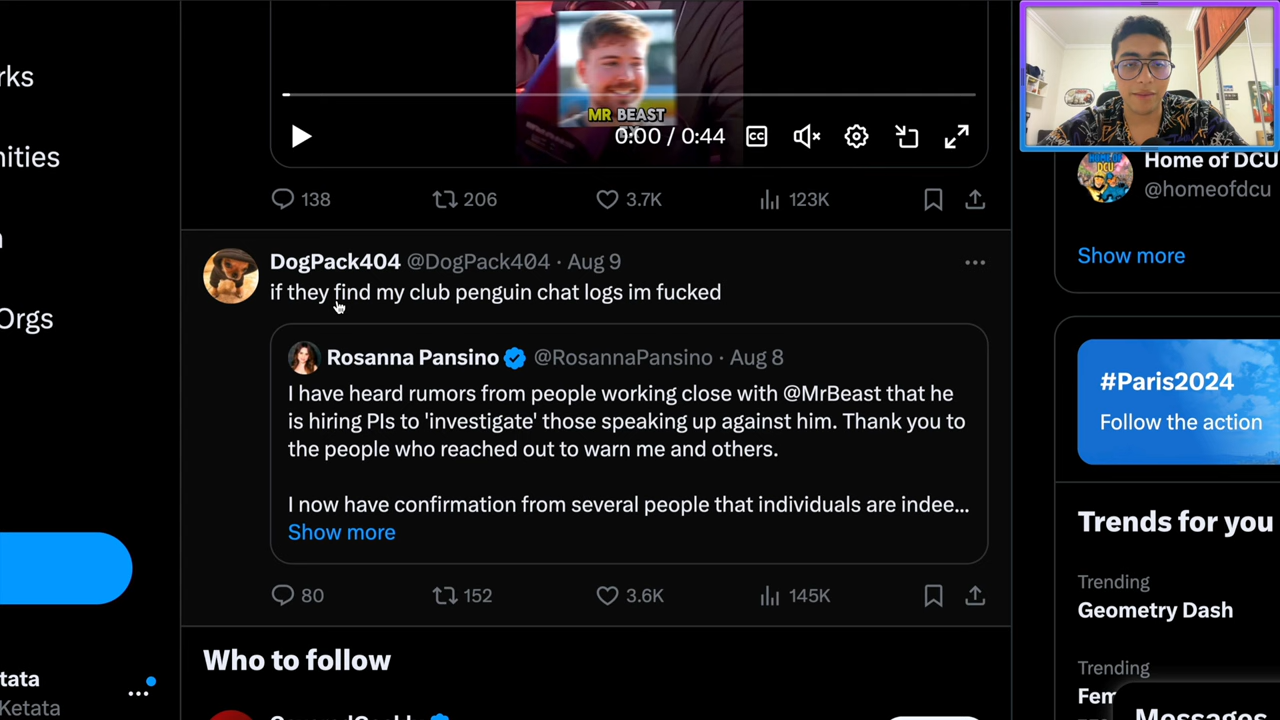 rks
nities
n
Orgs
tata
Ketata
MR BEAST
0:00 / 0:44
CC
138
206
3.7K
123K
DogPack404 @DogPack404 · Aug 9
if they find my club penguin chat logs im fucked
Rosanna Pansino @RosannaPansino · Aug 8
I have heard rumors from people working close with @MrBeast that he
is hiring PIs to 'investigate' those speaking up against him. Thank you to
the people who reached out to warn me and others.
I now have confirmation from several people that individuals are indee...
Show more
80
152
3.6K
145K
Who to follow
Home of DCU
@homeofdcu
Show more
#Paris2024
Follow the action
Trends for you
Trending
Geometry Dash
Trending
Fem
Messages